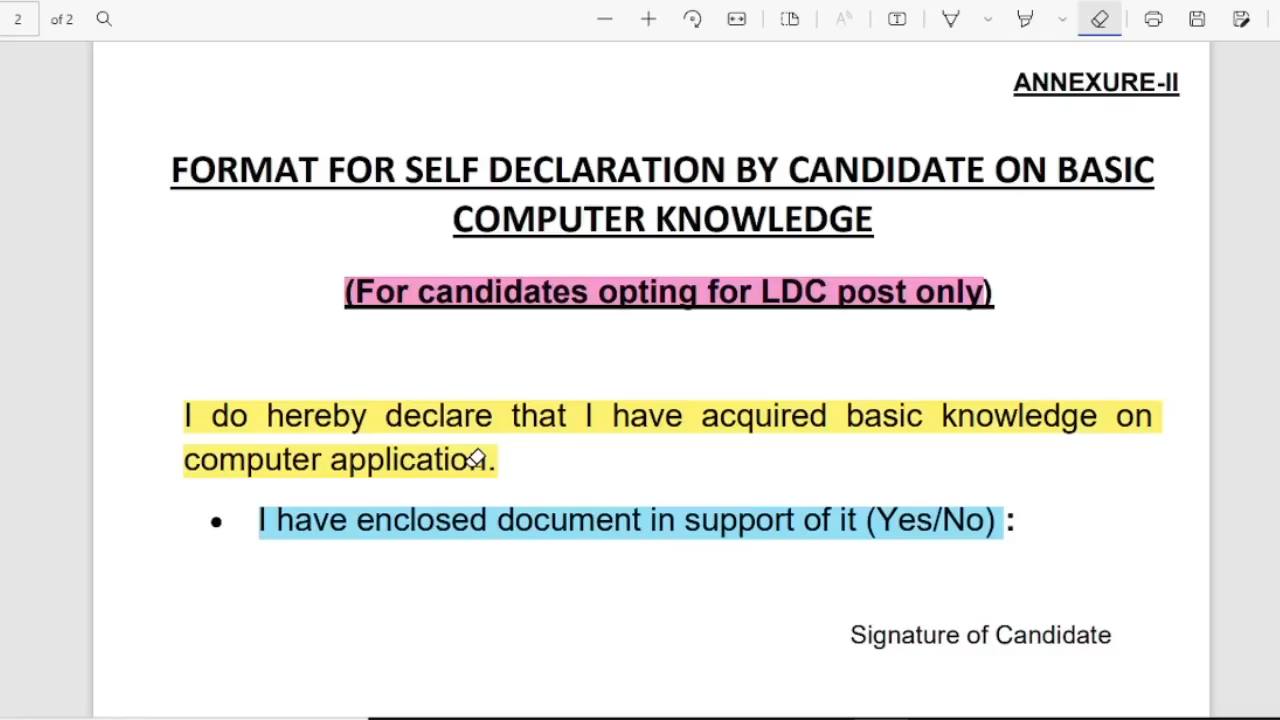 2 of 2
ANNEXURE-II
FORMAT FOR SELF DECLARATION BY CANDIDATE ON BASIC
COMPUTER KNOWLEDGE
(For candidates opting for LDC post only)
I do hereby declare that I have acquired basic knowledge on
computer application.
• I have enclosed document in support of it (Yes/No) :
Signature of Candidate